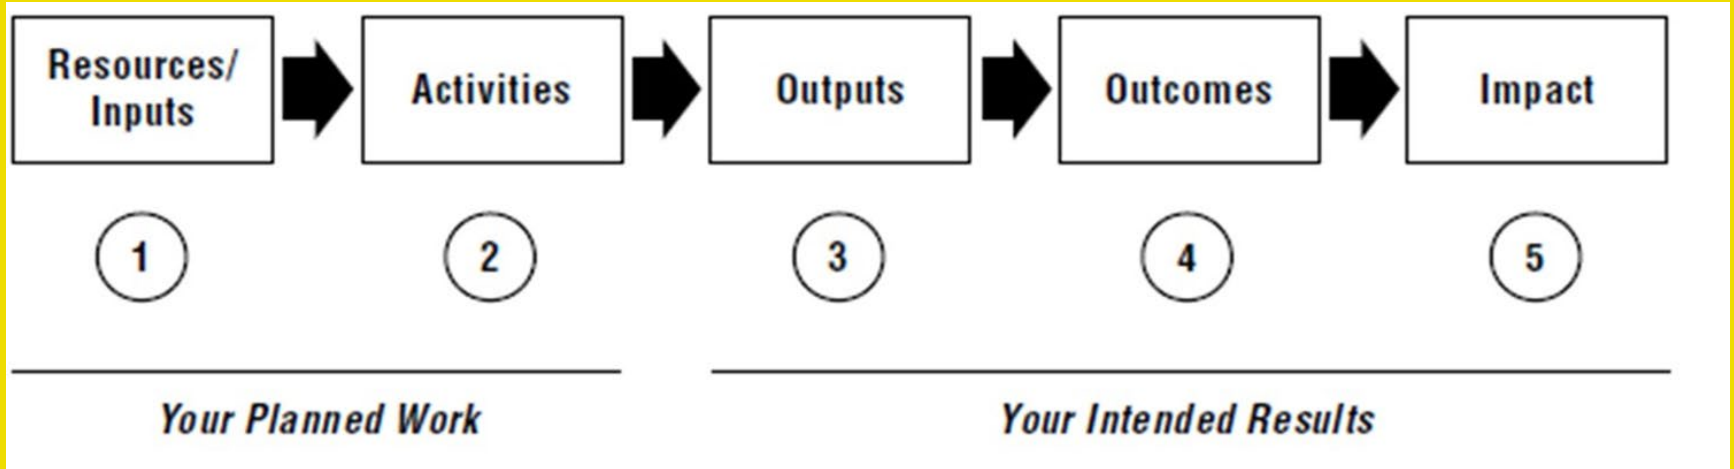 Resources/
Inputs
Activities
Outputs
Outcomes
Impact
1
2
3
4
5
Your Planned Work
Your Intended Results